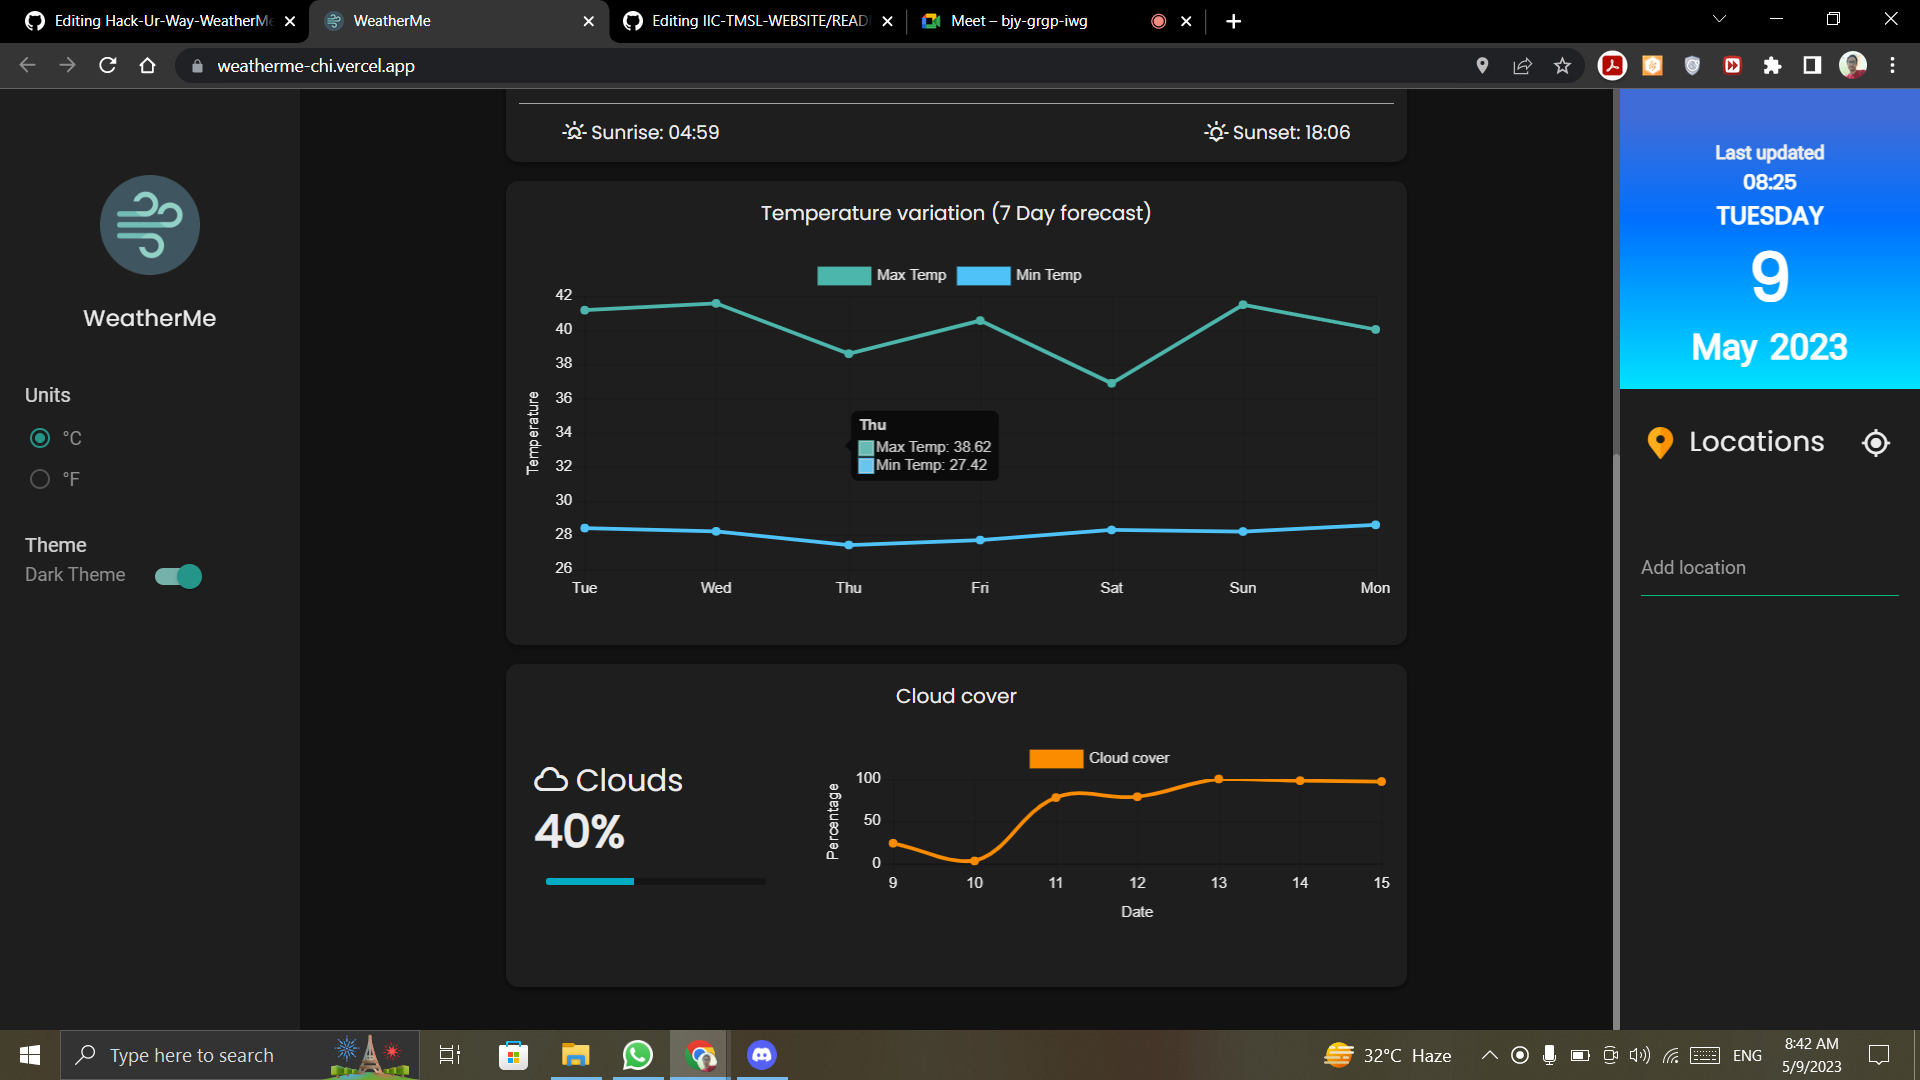 Editing Hack-Ur-Way-WeatherMe
WeatherMe
Editing IIC-TMSL-WEBSITE/READ
Meet – bjy-grgp-iwg
weatherme-chi.vercel.app
WeatherMe
Units
°C
°F
Theme
Dark Theme
Sunrise: 04:59
Sunset: 18:06
Temperature variation (7 Day forecast)
Max Temp
Min Temp
Temperature
42
40
38
36
34
32
30
28
26
Thu
Max Temp: 38.62
Min Temp: 27.42
Tue Wed Thu Fri Sat Sun Mon
Cloud cover
Clouds
40%
Cloud cover
Percentage
100
50
0
9 10 11 12 13 14 15
Date
Last updated
08:25
TUESDAY
9
May 2023
Locations
Add location
Type here to search
32°C Haze
ENG
8:42 AM
5/9/2023